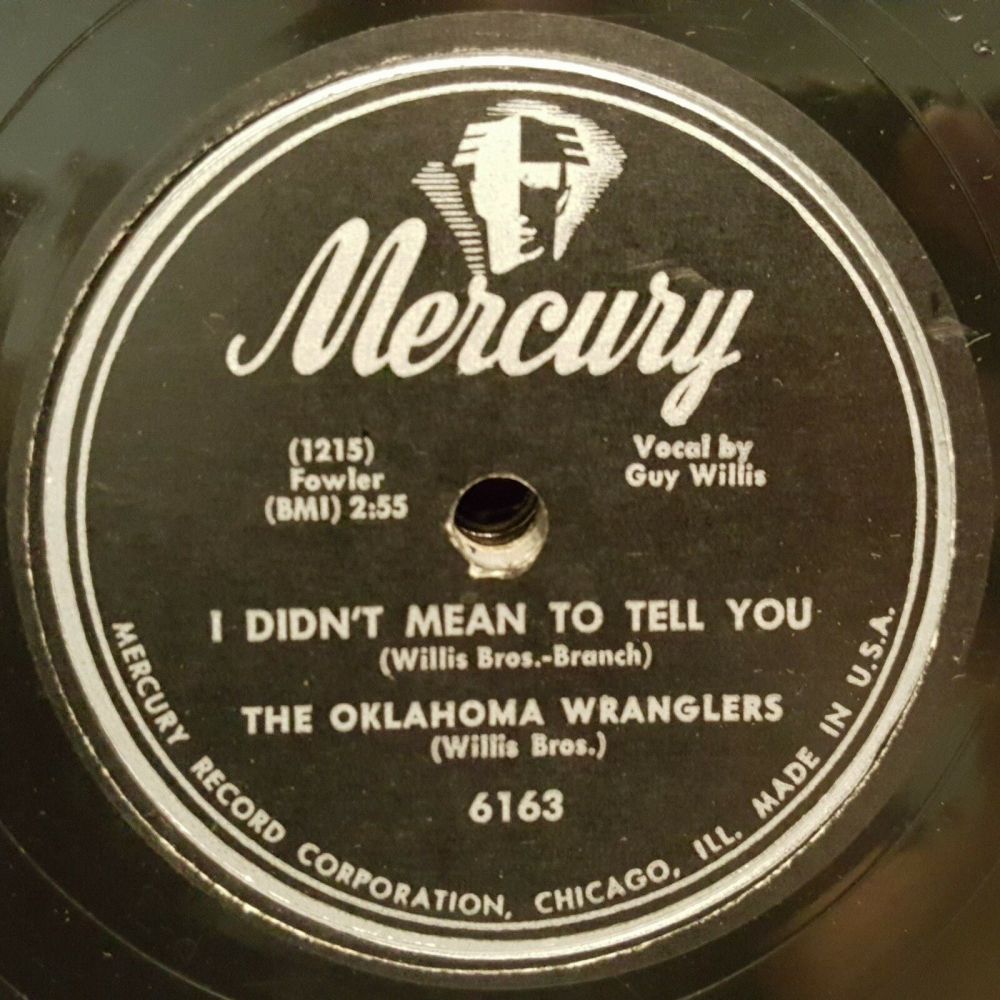 Mercury
(1215)
Fowler
(BMI) 2:55
Vocal by
Guy Willis
I DIDN'T MEAN TO TELL YOU
(Willis Bros.-Branch)
THE OKLAHOMA WRANGLERS
(Willis Bros.)
6163
MERCURY RECORD CORPORATION, CHICAGO, ILL. MADE IN U.S.A.